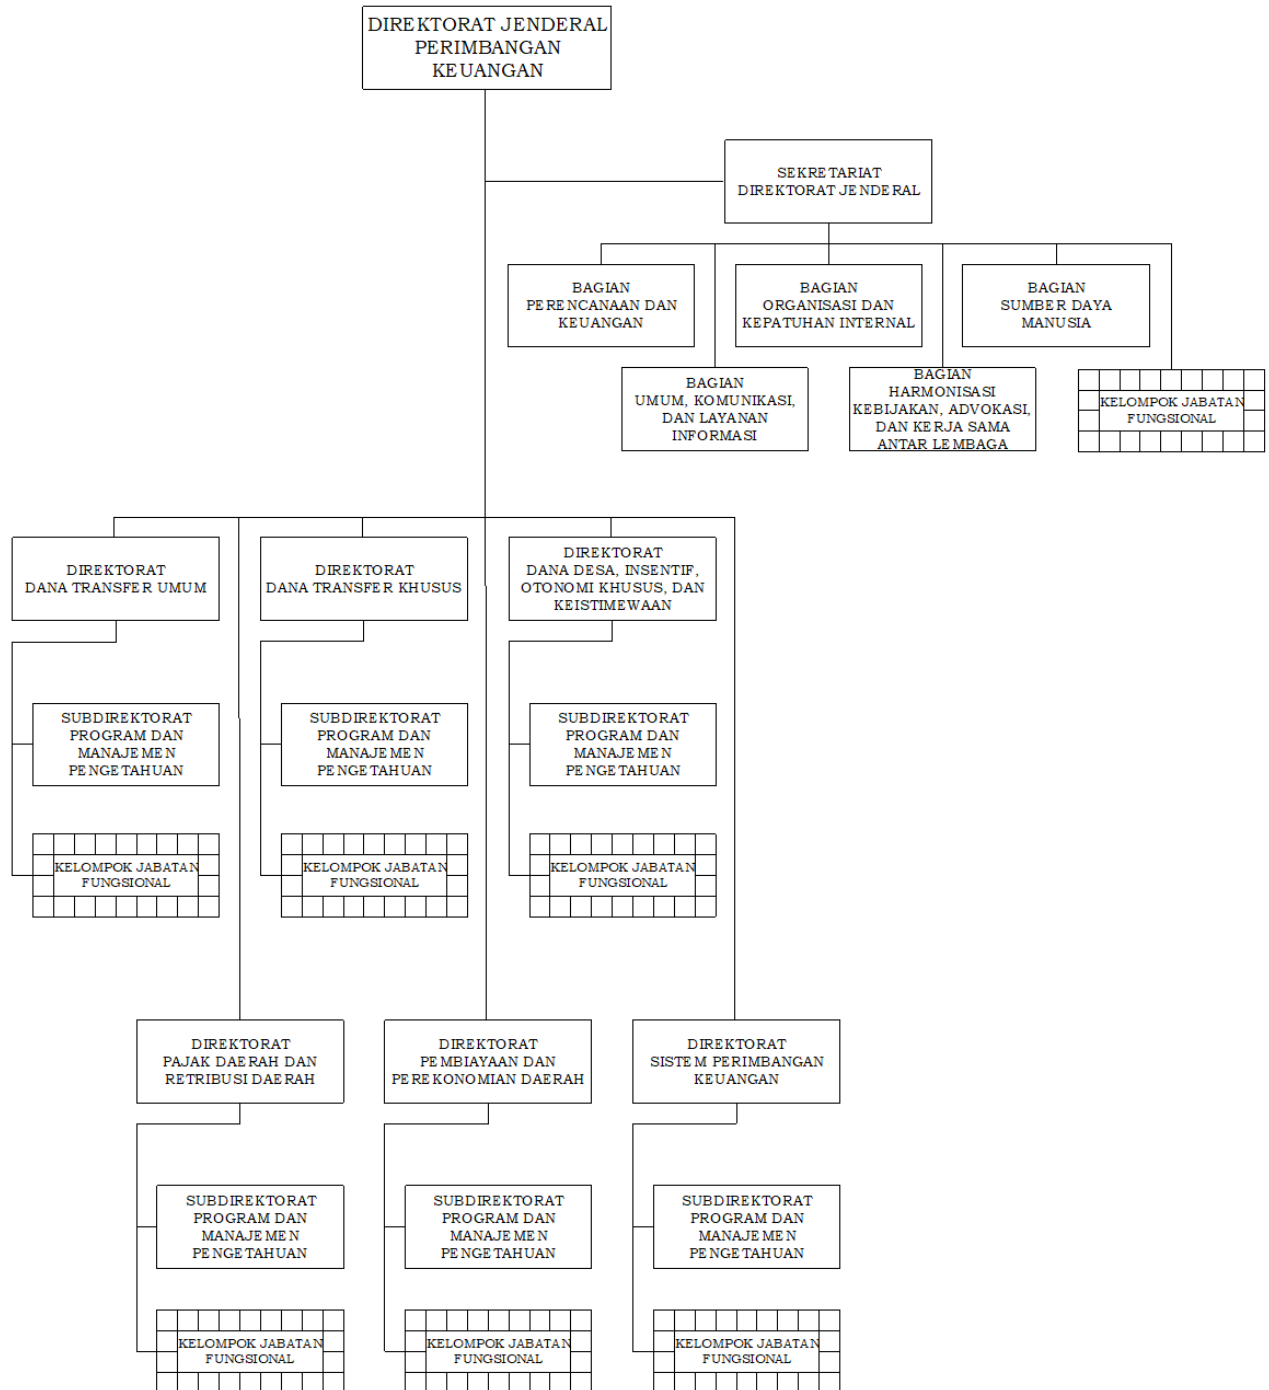 DIREKTORAT JENDERAL
PERIMBANGAN
KEUANGAN
SEKRETARIAT
DIREKTORAT JENDERAL
BAGIAN
PERENCANAAN DAN
KEUANGAN
BAGIAN
ORGANISASI DAN
KEPATUHAN INTERNAL
BAGIAN
SUMBER DAYA
MANUSIA
BAGIAN
UMUM, KOMUNIKASI,
DAN LAYANAN
INFORMASI
BAGIAN
HARMONISASI
KEBIJAKAN, ADVOKASI,
DAN KERJA SAMA
ANTAR LEMBAGA
KELOMPOK JABATAN
FUNGSIONAL
DIREKTORAT
DANA TRANSFER UMUM
DIREKTORAT
DANA TRANSFER KHUSUS
DIREKTORAT
DANA DESA, INSENTIF,
OTONOMI KHUSUS, DAN
KEISTIMEWAAN
SUBDIREKTORAT
PROGRAM DAN
MANAJEMEN
PENGETAHUAN
SUBDIREKTORAT
PROGRAM DAN
MANAJEMEN
PENGETAHUAN
SUBDIREKTORAT
PROGRAM DAN
MANAJEMEN
PENGETAHUAN
KELOMPOK JABATAN
FUNGSIONAL
KELOMPOK JABATAN
FUNGSIONAL
KELOMPOK JABATAN
FUNGSIONAL
DIREKTORAT
PAJAK DAERAH DAN
RETRIBUSI DAERAH
DIREKTORAT
PEMBIAYAAN DAN
PEREKONOMIAN DAERAH
DIREKTORAT
SISTEM PERIMBANGAN
KEUANGAN
SUBDIREKTORAT
PROGRAM DAN
MANAJEMEN
PENGETAHUAN
SUBDIREKTORAT
PROGRAM DAN
MANAJEMEN
PENGETAHUAN
SUBDIREKTORAT
PROGRAM DAN
MANAJEMEN
PENGETAHUAN
KELOMPOK JABATAN
FUNGSIONAL
KELOMPOK JABATAN
FUNGSIONAL
KELOMPOK JABATAN
FUNGSIONAL